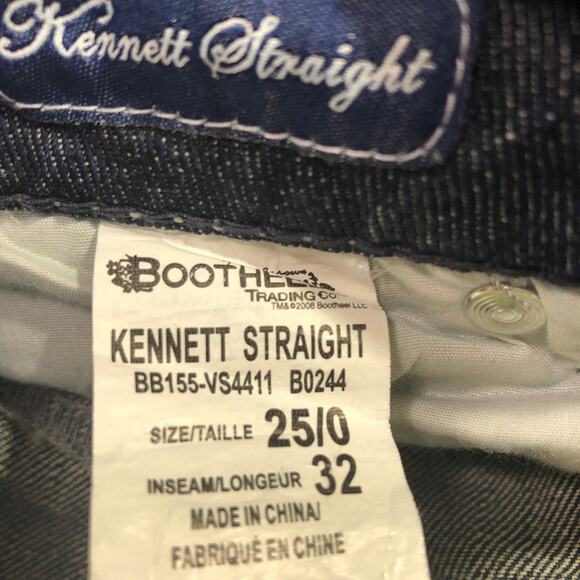 Kennett Straight
BOOTHEEL
TRADING CO.
TM&©2008 Bootheel LLC
KENNETT STRAIGHT
BB155-VS4411 B0244
SIZE/TAILLE 25/0
INSEAM/LONGEUR 32
MADE IN CHINA/
FABRIQUÉ EN CHINE